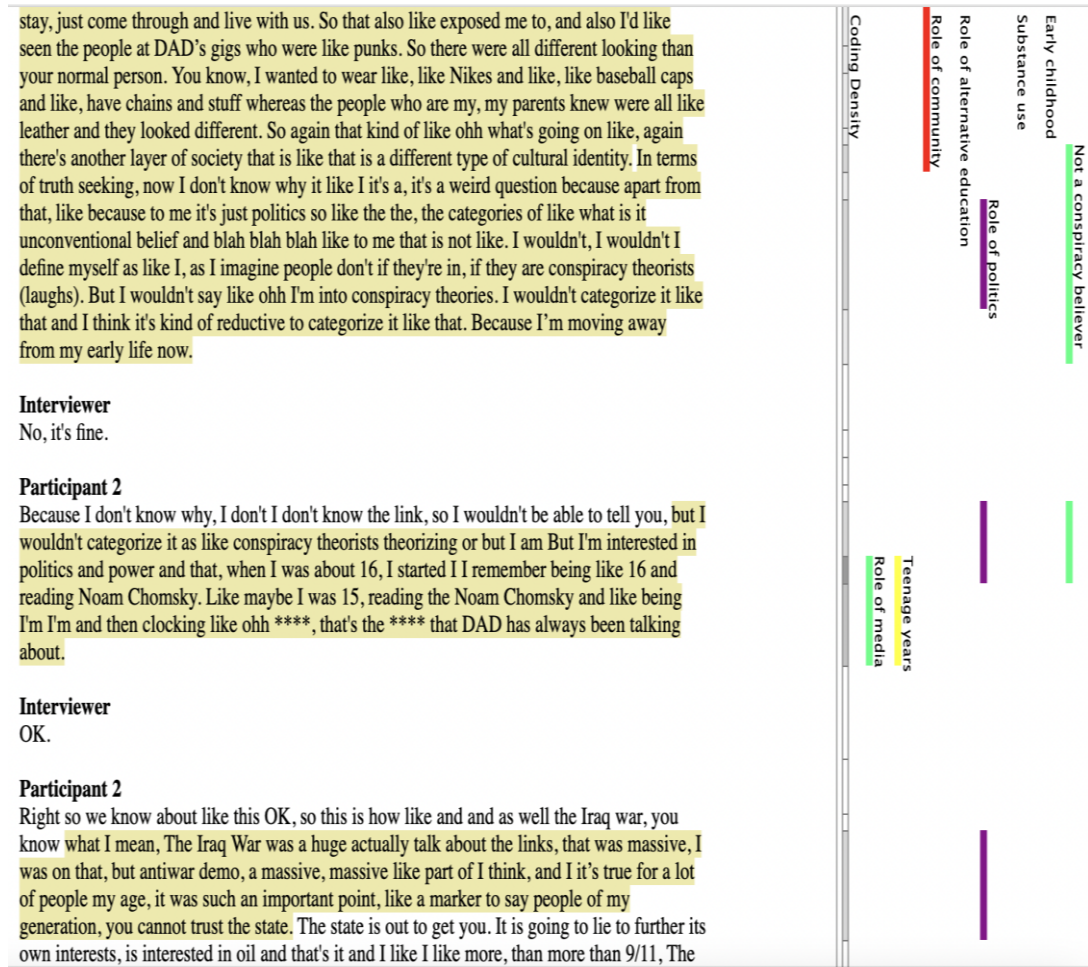 stay, just come through and live with us. So that also like exposed me to, and also I'd like
seen the people at DAD's gigs who were like punks. So there were all different looking than
your normal person. You know, I wanted to wear like, like Nikes and like, like baseball caps
and like, have chains and stuff whereas the people who are my, my parents knew were all like
leather and they looked different. So again that kind of like ohh what's going on like, again
there's another layer of society that is like that is a different type of cultural identity. In terms
of truth seeking, now I don't know why it like I it's a, it's a weird question because apart from
that, like because to me it's just politics so like the the, the categories of like what is it
unconventional belief and blah blah blah like to me that is not like. I wouldn't, I wouldn't I
define myself as like I, as I imagine people don't if they're in, if they are conspiracy theorists
(laughs). But I wouldn't say like ohh I'm into conspiracy theories. I wouldn't categorize it like
that and I think it's kind of reductive to categorize it like that. Because I'm moving away
from my early life now.
Interviewer
No, it's fine.
Participant 2
Because I don't know why, I don't I don't know the link, so I wouldn't be able to tell you, but I
wouldn't categorize it as like conspiracy theorists theorizing or but I am But I'm interested in
politics and power and that, when I was about 16, I started I I remember being like 16 and
reading Noam Chomsky. Like maybe I was 15, reading the Noam Chomsky and like being
I'm I'm and then clocking like ohh ****, that's the **** that DAD has always been talking
about.
Interviewer
OK.
Participant 2
Right so we know about like this OK, so this is how like and and as well the Iraq war, you
know what I mean, The Iraq War was a huge actually talk about the links, that was massive, I
was on that, but antiwar demo, a massive, massive like part of I think, and I it's true for a lot
of people my age, it was such an important point, like a marker to say people of my
generation, you cannot trust the state. The state is out to get you. It is going to lie to further its
own interests, is interested in oil and that's it and I like I like more, than more than 9/11, The
Coding Density
Role of media
Teenage years
Role of community
Role of alternative education
Role of politics
Substance use
Early childhood
Not a conspiracy believer